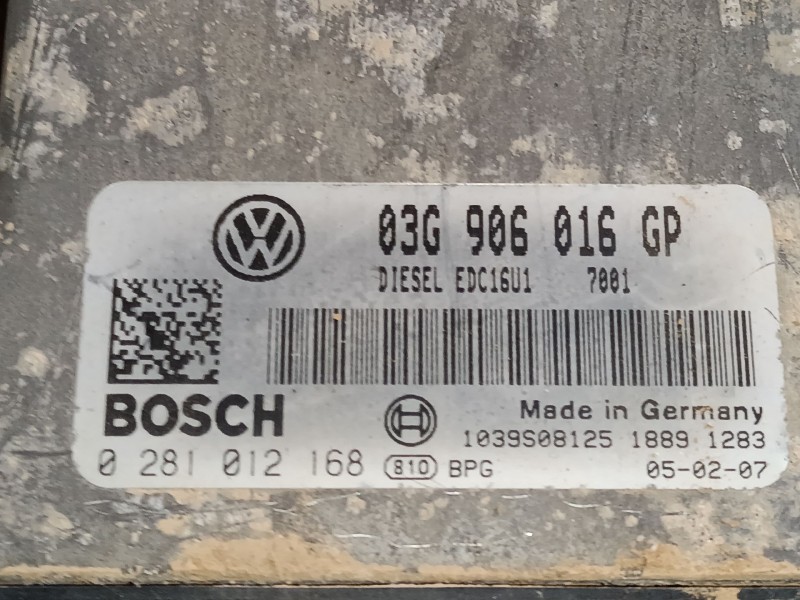 03G 906 016 GP
DIESEL EDC16U1 7001
BOSCH
Made in Germany
1039S08125 1889 1283
0 281 012 168 810 BPG 05-02-07